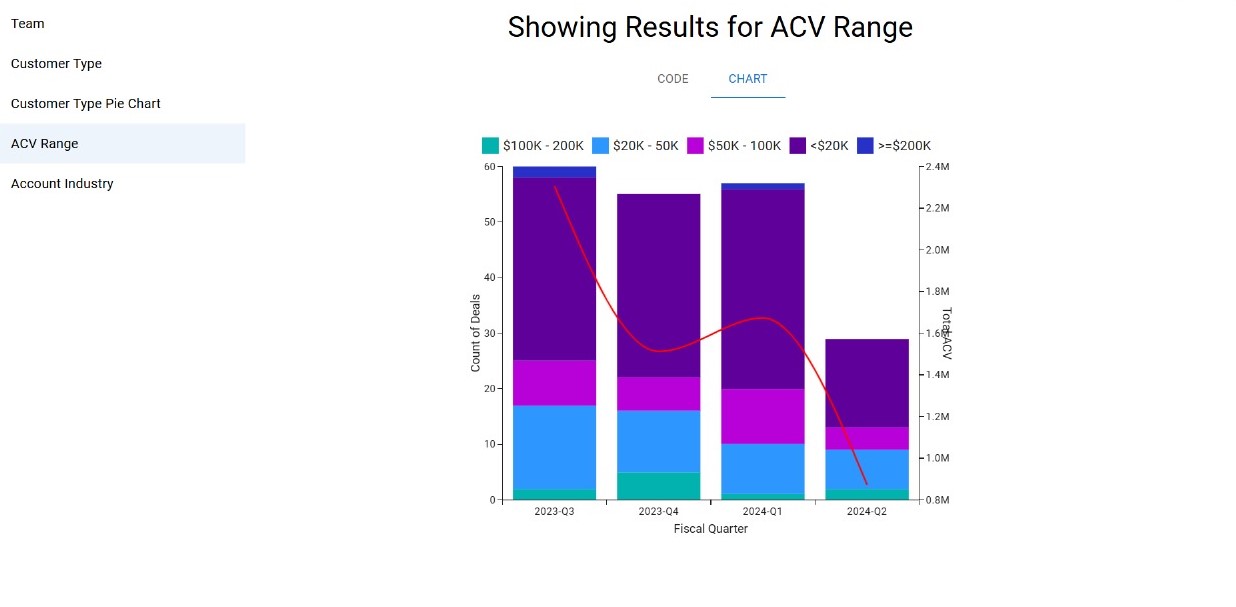 Team
Customer Type
Customer Type Pie Chart
ACV Range
Account Industry
Showing Results for ACV Range
CODE CHART
$100K - 200K $20K - 50K $50K - 100K <$20K >=$200K
Count of Deals
60
50
40
30
20
10
0
2.4M
2.2M
2.0M
1.8M
1.6M
1.4M
1.2M
1.0M
0.8M
Total ACV
2023-Q3 2023-Q4 2024-Q1 2024-Q2
Fiscal Quarter